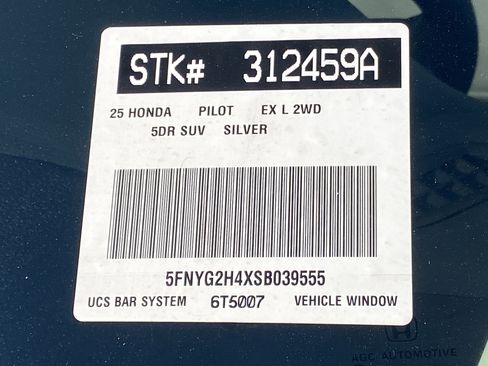 STK# 312459A
25 HONDA PILOT EX L 2WD
5DR SUV SILVER
5FNYG2H4XSB039555
UCS BAR SYSTEM 6T5007 VEHICLE WINDOW
AGC AUTOMOTIVE